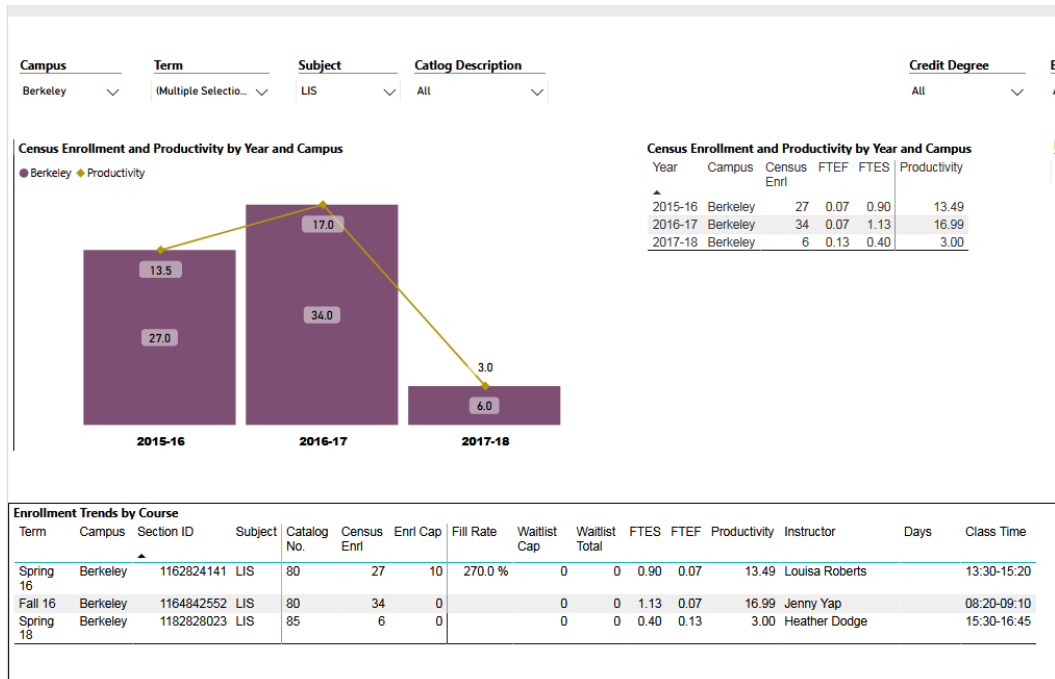 Campus Term Subject Catlog Description Credit Degree
Berkeley (Multiple Selectio... LIS All All
Census Enrollment and Productivity by Year and Campus
Berkeley Productivity
13.5
27.0
17.0
34.0
3.0
6.0
2015-16 2016-17 2017-18
Census Enrollment and Productivity by Year and Campus
Year Campus Census FTEF FTES Productivity
Enrl
2015-16 Berkeley 27 0.07 0.90 13.49
2016-17 Berkeley 34 0.07 1.13 16.99
2017-18 Berkeley 6 0.13 0.40 3.00
Enrollment Trends by Course
Term Campus Section ID Subject Catalog Census Enrl Cap Fill Rate Waitlist Waitlist FTES FTEF Productivity Instructor Days Class Time
No. Enrl Cap Total
Spring Berkeley 1162824141 LIS 80 27 10 270.0 % 0 0 0.90 0.07 13.49 Louisa Roberts 13:30-15:20
16
Fall 16 Berkeley 1164842552 LIS 80 34 0 0 0 1.13 0.07 16.99 Jenny Yap 08:20-09:10
Spring Berkeley 1182828023 LIS 85 6 0 0 0 0.40 0.13 3.00 Heather Dodge 15:30-16:45
18